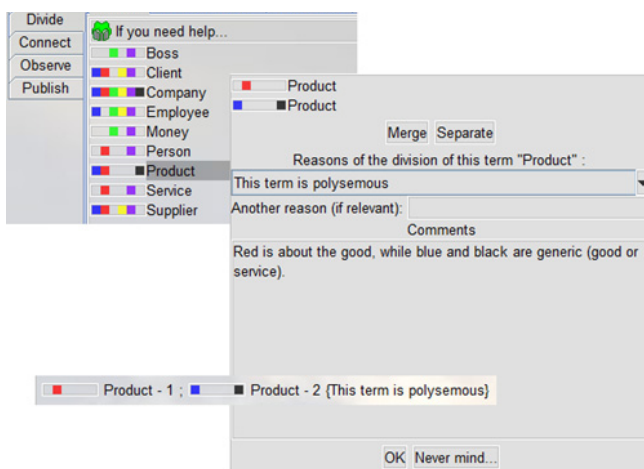 Divide
Connect
Observe
Publish
If you need help...
Boss
Client
Company
Employee
Money
Person
Product
Service
Supplier
Product
Product
Merge Separate
Reasons of the division of this term "Product" :
This term is polysemous
Another reason (if relevant):
Comments
Red is about the good, while blue and black are generic (good or
service).
Product - 1 ; Product - 2 {This term is polysemous}
OK Never mind...